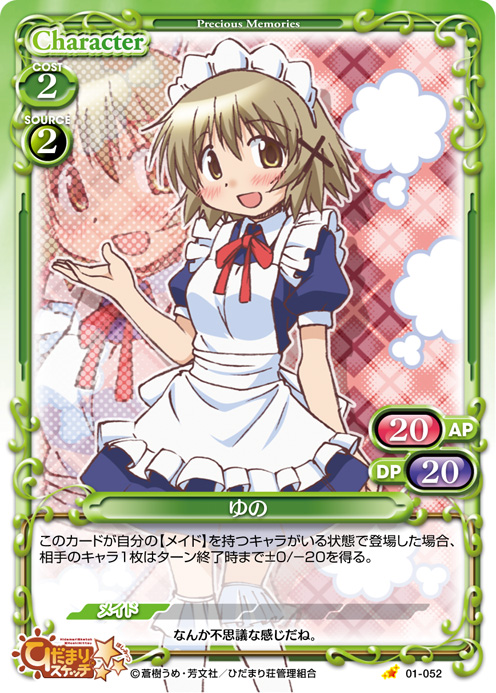 Precious Memories
Character
COST
2
SOURCE
2
20 AP
DP 20
ゆの
このカードが自分の【メイド】を持つキャラがいる状態で登場した場合、
相手のキャラ1枚はターン終了時まで±0/−20を得る。
メイド
なんか不思議な感じだね。
ひだまり
スケッチ
©蒼樹うめ・芳文社/ひだまり荘管理組合
01-052